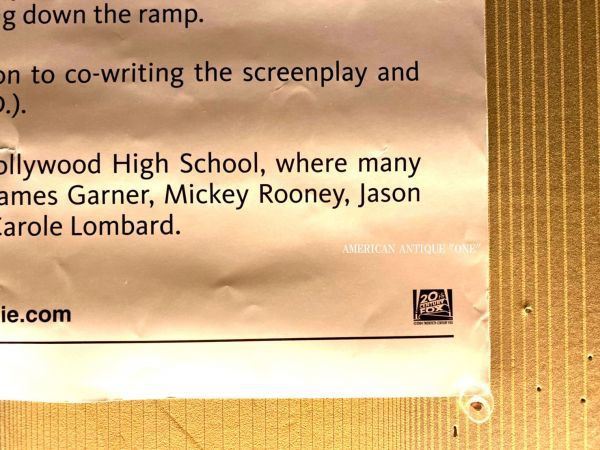 g down the ramp.
on to co-writing the screenplay and
O.).
ollywood High School, where many
ames Garner, Mickey Rooney, Jason
Carole Lombard.
AMERICAN ANTIQUE "ONE"
ie.com
20th
CENTURY
FOX